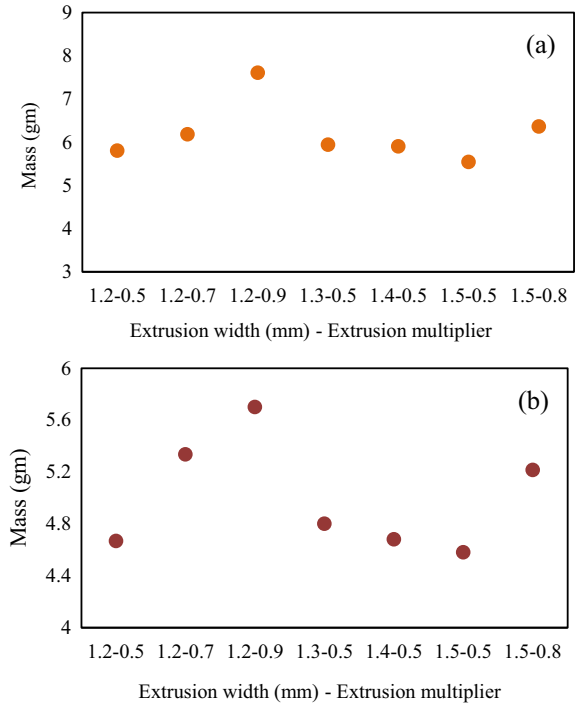 9
(a)
8
7
6
5
4
3
Mass (gm)
1.2-0.5 1.2-0.7 1.2-0.9 1.3-0.5 1.4-0.5 1.5-0.5 1.5-0.8
Extrusion width (mm) - Extrusion multiplier
6
(b)
5.6
5.2
4.8
4.4
4
Mass (gm)
1.2-0.5 1.2-0.7 1.2-0.9 1.3-0.5 1.4-0.5 1.5-0.5 1.5-0.8
Extrusion width (mm) - Extrusion multiplier